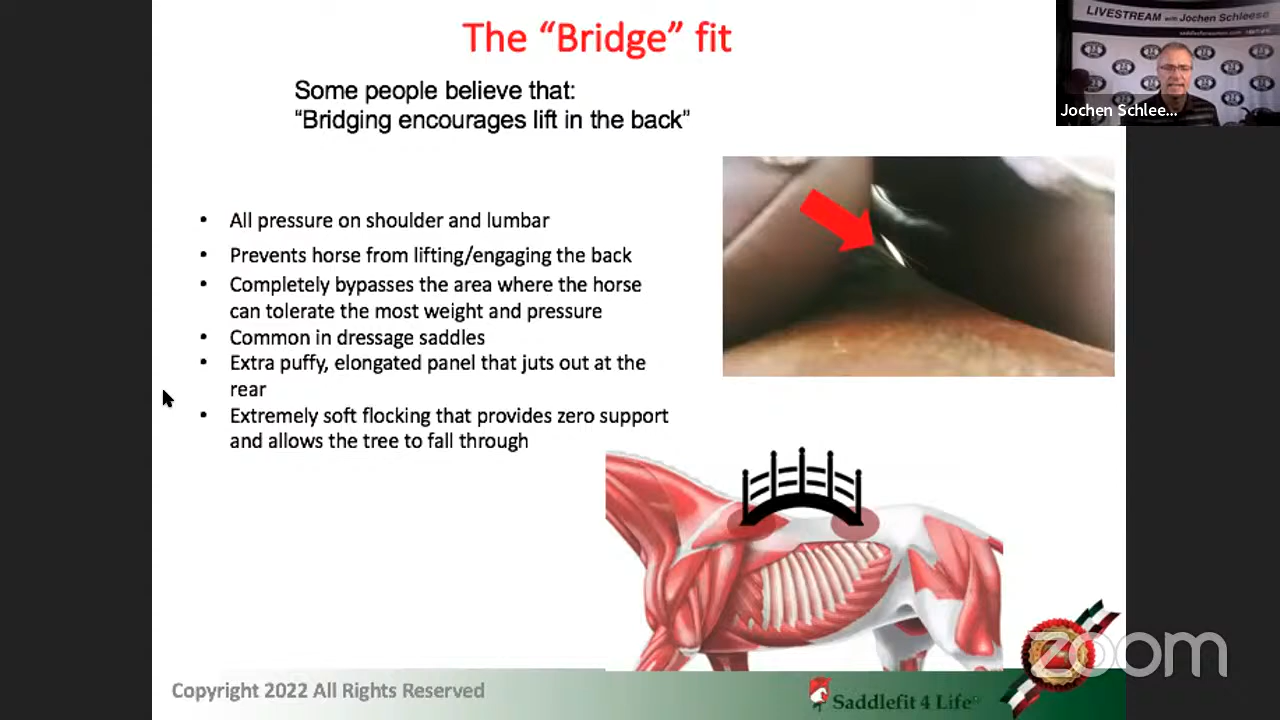 The “Bridge” fit
Some people believe that:
“Bridging encourages lift in the back”
LIVESTREAM with Jochen Schleese
Jochen Schlee...
• All pressure on shoulder and lumbar
• Prevents horse from lifting/engaging the back
• Completely bypasses the area where the horse
can tolerate the most weight and pressure
• Common in dressage saddles
• Extra puffy, elongated panel that juts out at the
rear
• Extremely soft flocking that provides zero support
and allows the tree to fall through
Copyright 2022 All Rights Reserved
Saddlefit 4 Life®
zoom